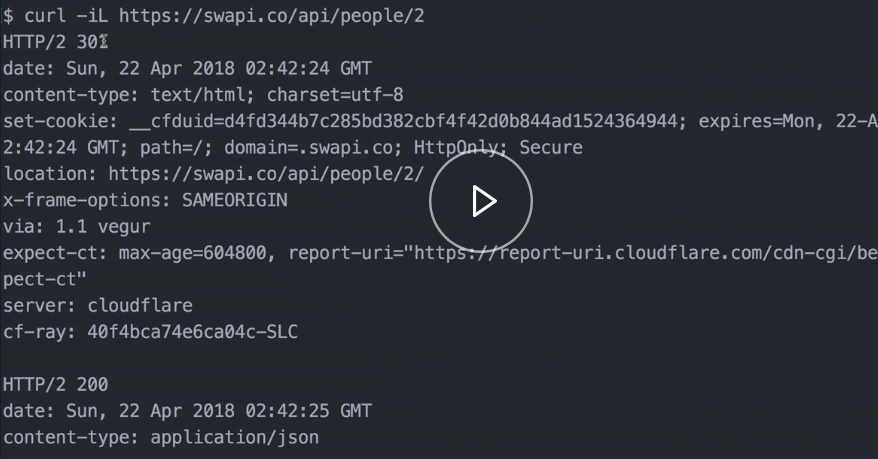 $ curl -iL https://swapi.co/api/people/2
HTTP/2 301
date: Sun, 22 Apr 2018 02:42:24 GMT
content-type: text/html; charset=utf-8
set-cookie: __cfduid=d4fd344b7c285bd382cbf4f42d0b844ad1524364944; expires=Mon, 22-A
2:42:24 GMT; path=/; domain=.swapi.co; HttpOnly; Secure
location: https://swapi.co/api/people/2/
x-frame-options: SAMEORIGIN
via: 1.1 vegur
expect-ct: max-age=604800, report-uri="https://report-uri.cloudflare.com/cdn-cgi/be
pect-ct"
server: cloudflare
cf-ray: 40f4bca74e6ca04c-SLC
HTTP/2 200
date: Sun, 22 Apr 2018 02:42:25 GMT
content-type: application/json